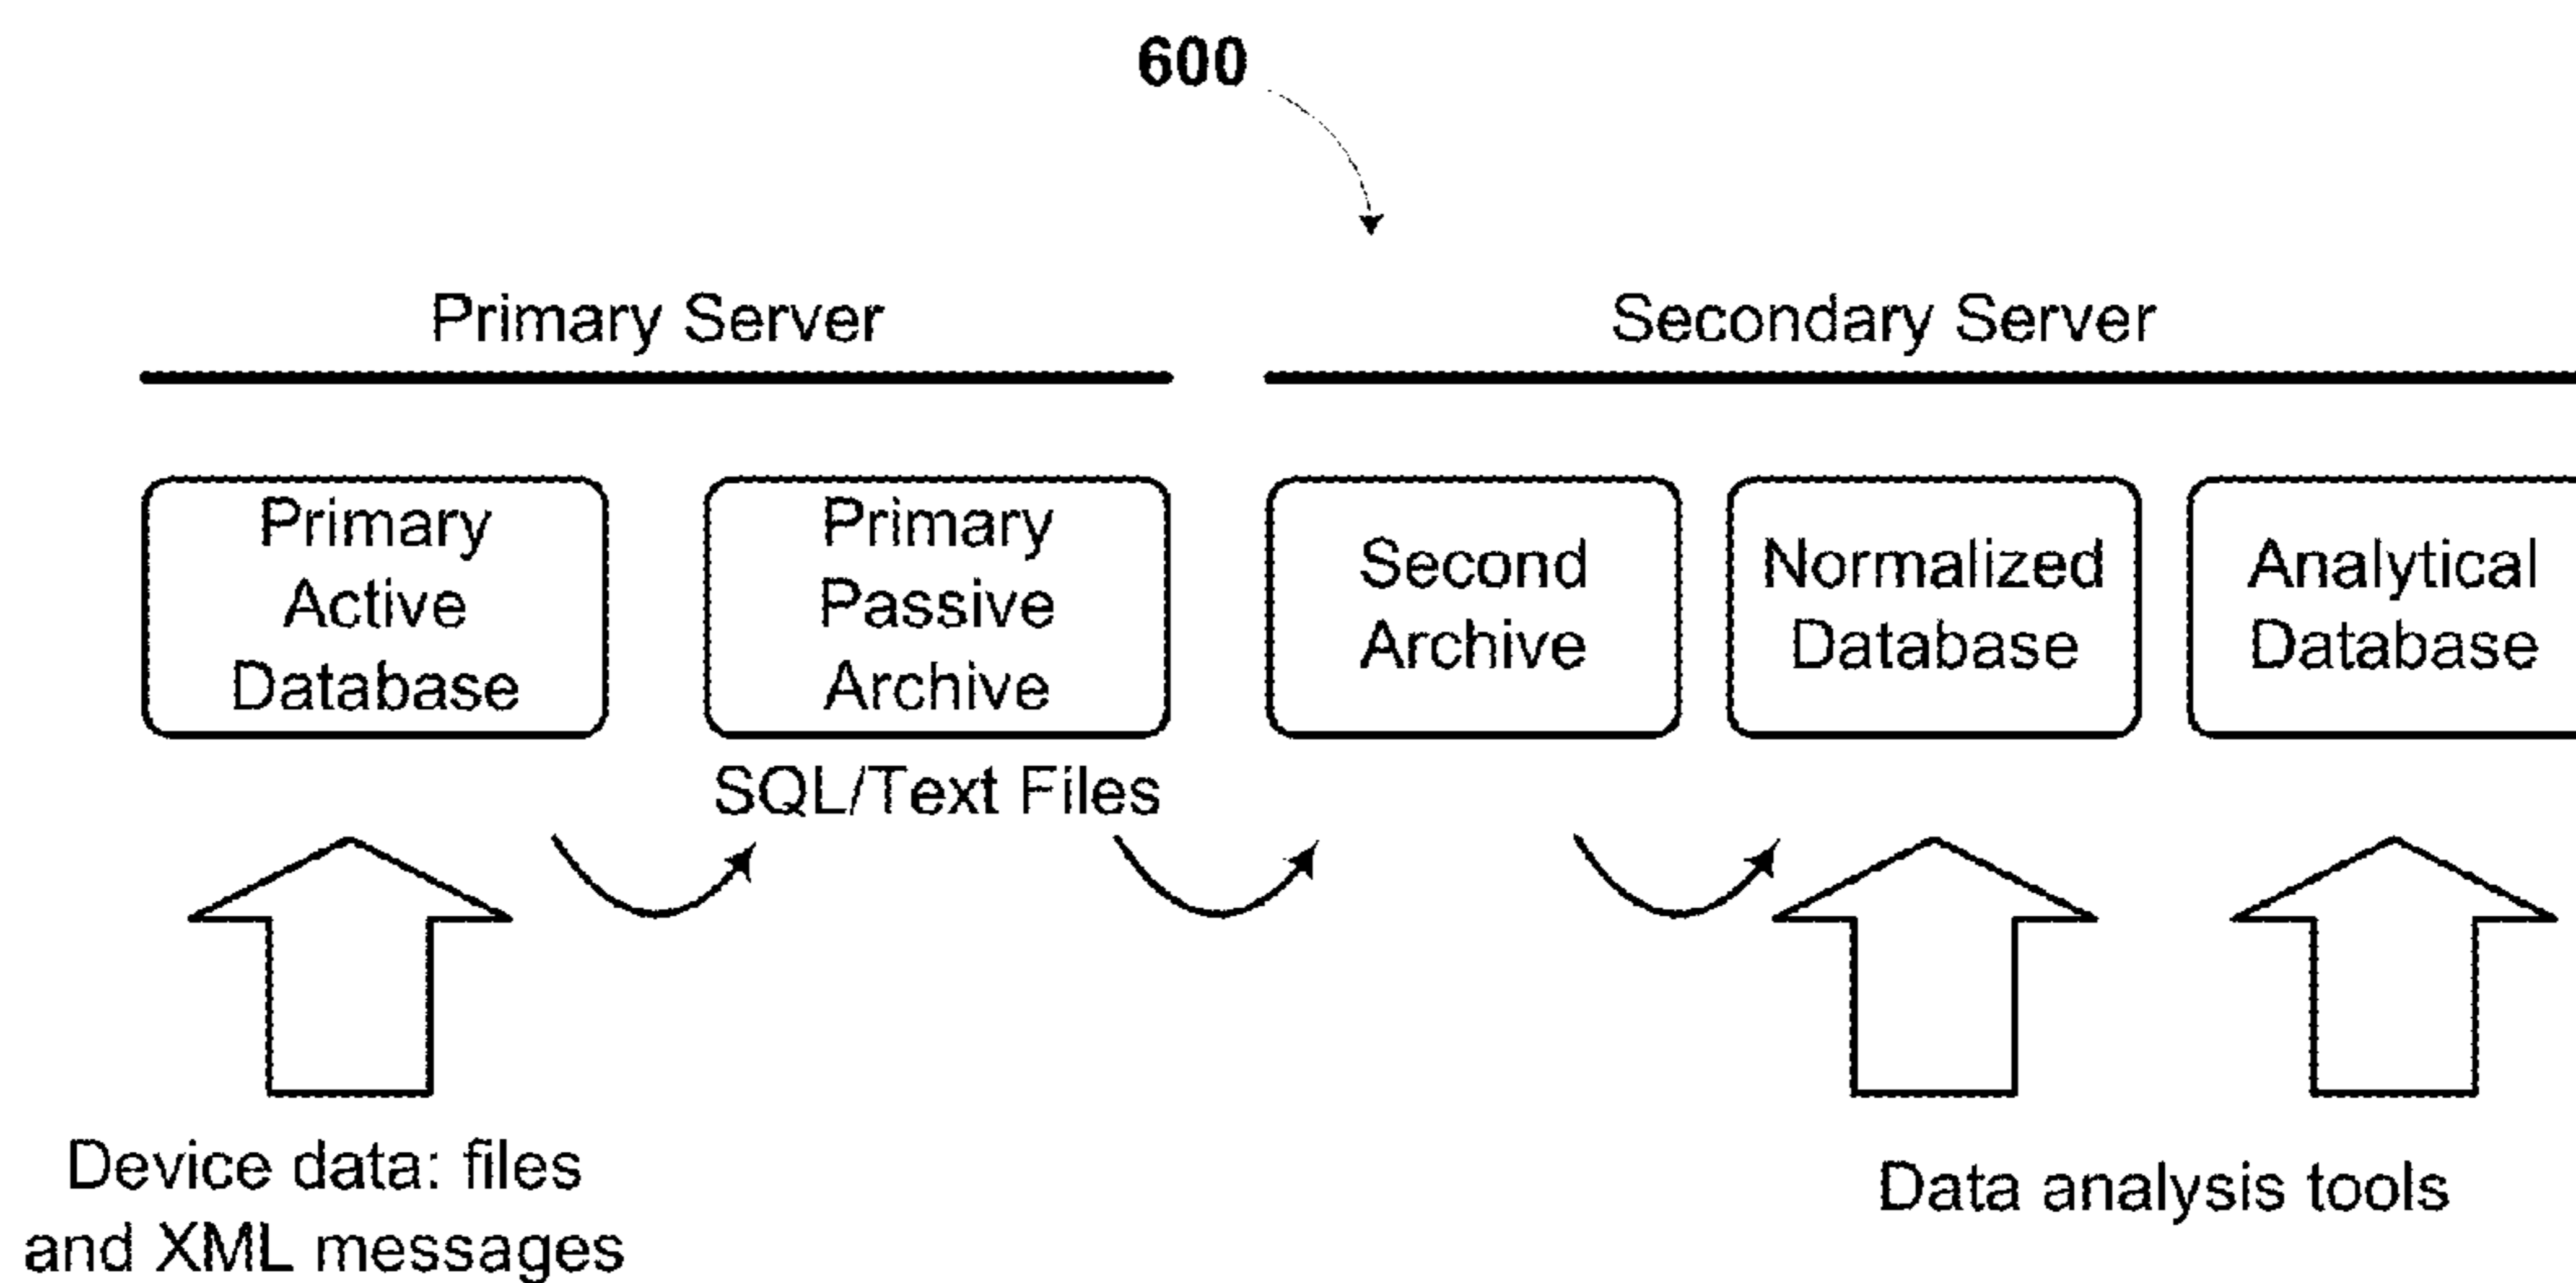 600
Primary Server
Secondary Server
Primary
Active
Database
Primary
Passive
Archive
Second
Archive
Normalized
Database
Analytical
Database
SQL/Text Files
Device data: files
and XML messages
Data analysis tools